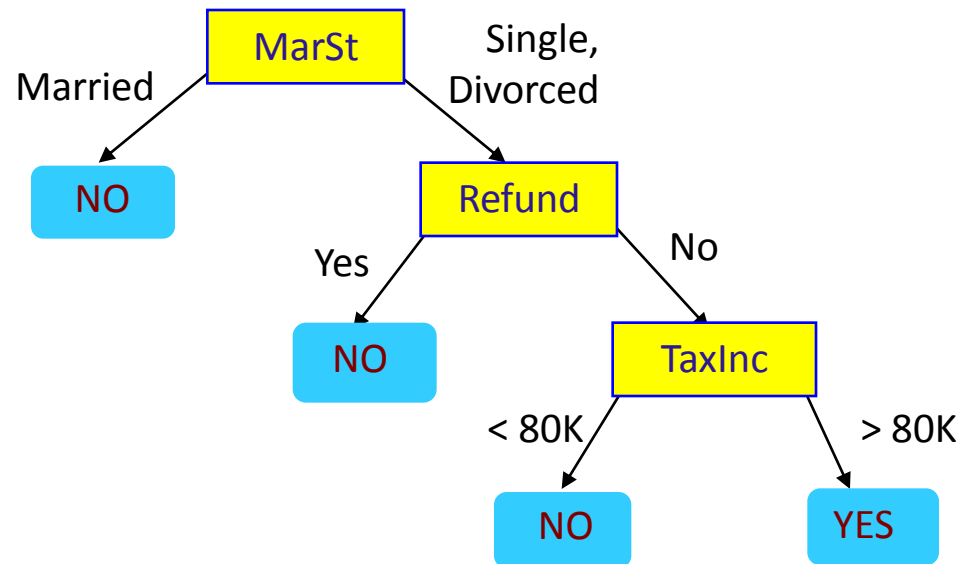 MarSt
Single,
Divorced
Married
NO
Refund
Yes
No
NO
TaxInc
< 80K
> 80K
NO
YES